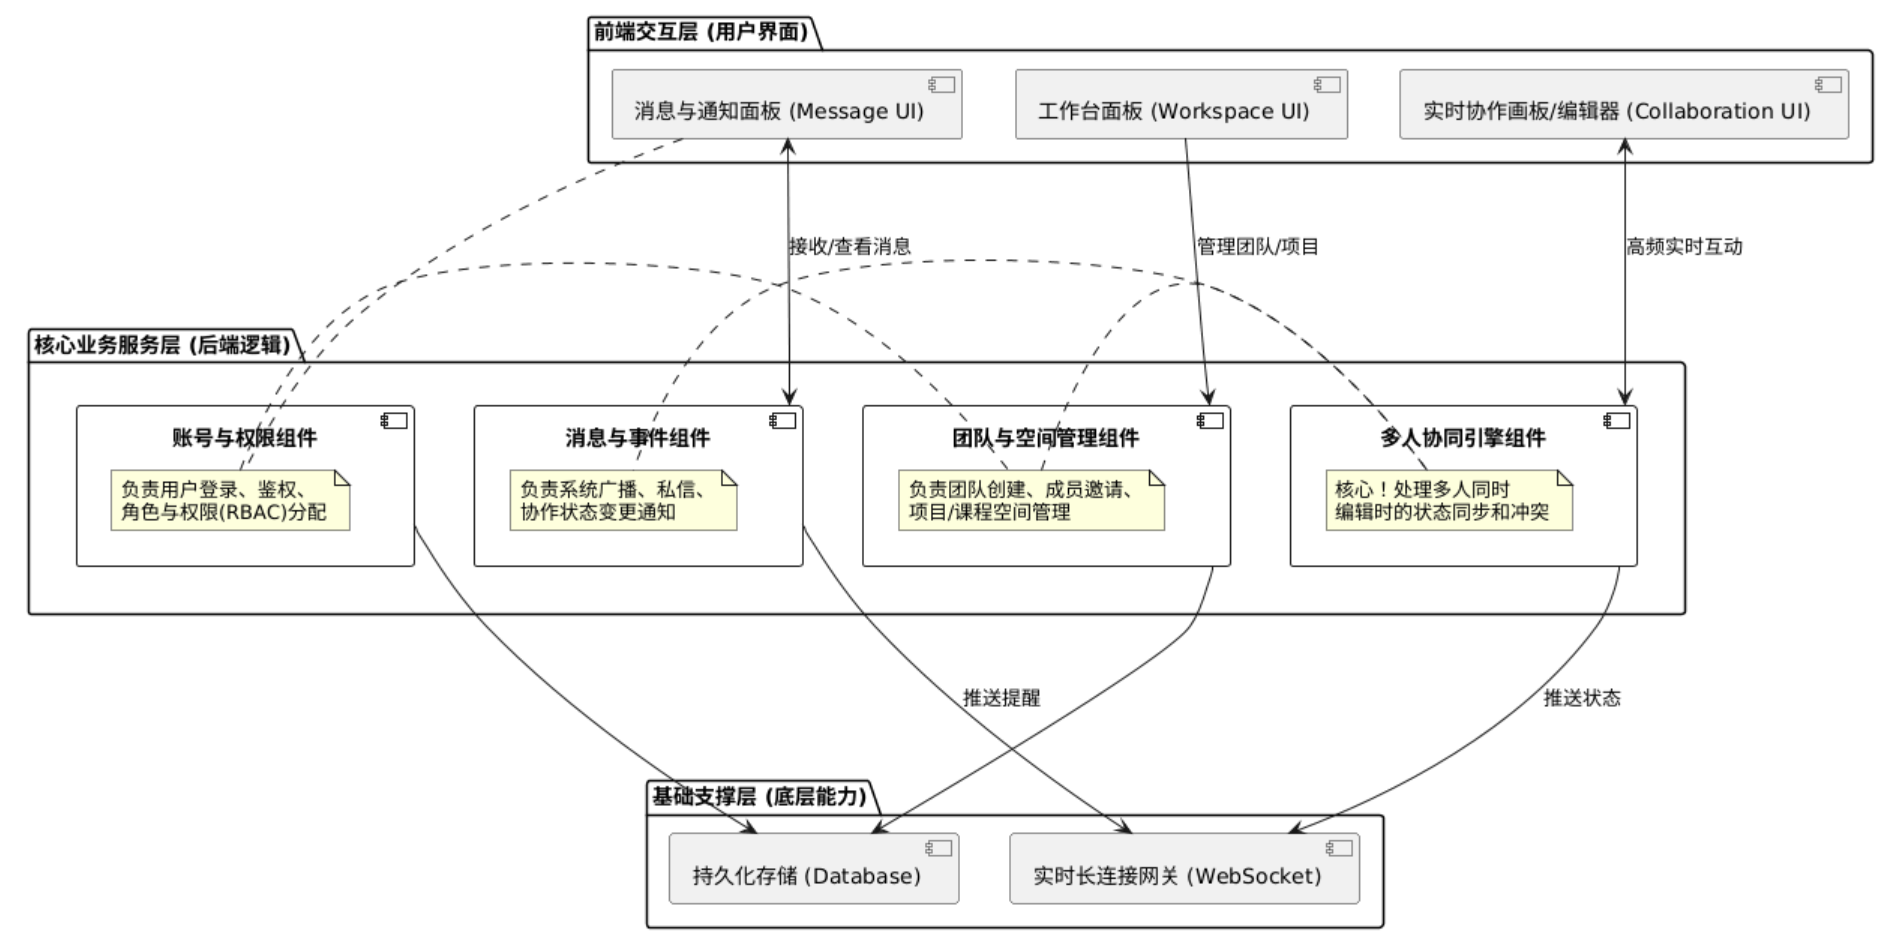 前端交互层 (用户界面)
消息与通知面板 (Message UI)
工作台面板 (Workspace UI)
实时协作画板/编辑器 (Collaboration UI)
接收/查看消息
管理团队/项目
高频实时互动
核心业务服务层 (后端逻辑)
账号与权限组件
负责用户登录、鉴权、
角色与权限(RBAC)分配
消息与事件组件
负责系统广播、私信、
协作状态变更通知
团队与空间管理组件
负责团队创建、成员邀请、
项目/课程空间管理
多人协同引擎组件
核心！处理多人同时
编辑时的状态同步和冲突
推送提醒
推送状态
基础支撑层 (底层能力)
持久化存储 (Database)
实时长连接网关 (WebSocket)